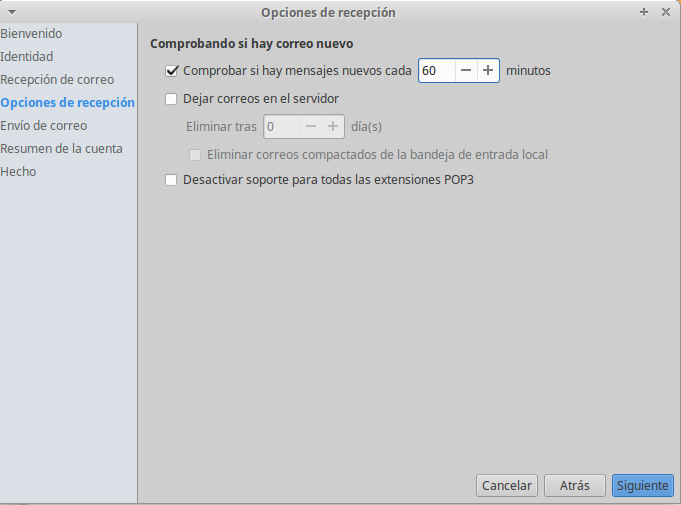 Opciones de recepción
Bienvenido
Identidad
Recepción de correo
Opciones de recepción
Envío de correo
Resumen de la cuenta
Hecho
Comprobando si hay correo nuevo
Comprobar si hay mensajes nuevos cada 60 minutos
Dejar correos en el servidor
Eliminar tras 0 día(s)
Eliminar correos compactados de la bandeja de entrada local
Desactivar soporte para todas las extensiones POP3
Cancelar Atrás Siguiente